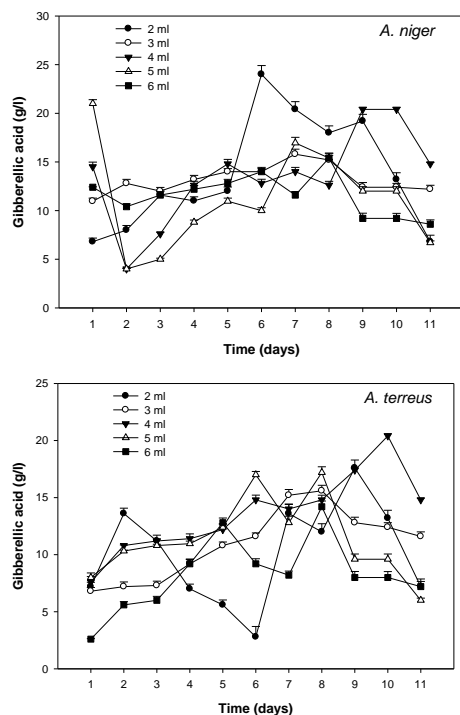 A. niger
2 ml
3 ml
4 ml
5 ml
6 ml
Gibberellic acid (g/l)
30
25
20
15
10
5
0
1 2 3 4 5 6 7 8 9 10 11
Time (days)
A. terreus
2 ml
3 ml
4 ml
5 ml
6 ml
Gibberellic acid (g/l)
25
20
15
10
5
0
1 2 3 4 5 6 7 8 9 10 11
Time (days)